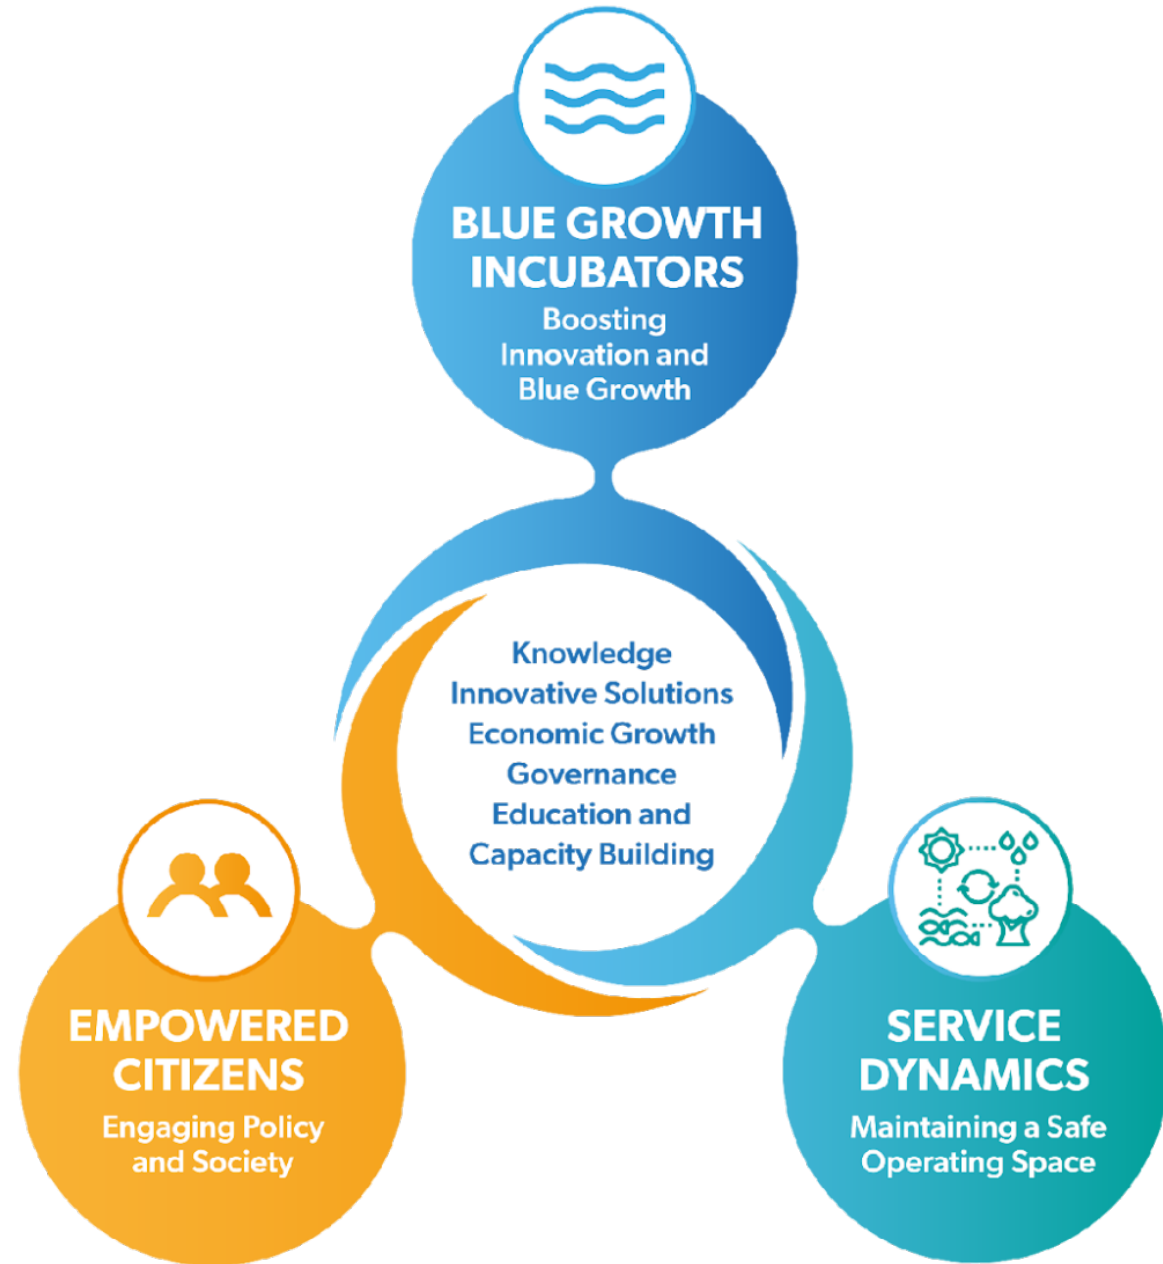 BLUE GROWTH
INCUBATORS
Boosting
Innovation and
Blue Growth
Knowledge
Innovative Solutions
Economic Growth
Governance
Education and
Capacity Building
EMPOWERED
CITIZENS
Engaging Policy
and Society
SERVICE
DYNAMICS
Maintaining a Safe
Operating Space